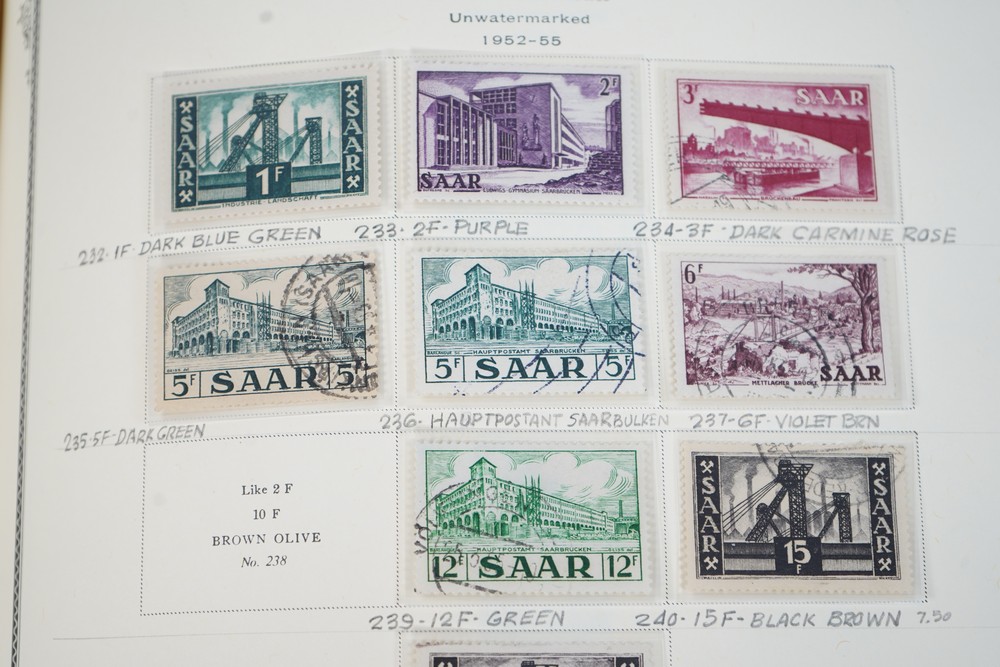 Unwatermarked
1952-55
SAAR
SAAR
1F
INDUSTRIE-LANDSCHAFT
2F
SAAR
LUDWIGS-GYMNASIUM SAARBRÜCKEN
3F SAAR
232-1F-DARK BLUE GREEN
233-2F-PURPLE
234-3F-DARK CARMINE ROSE
5F SAAR 5F
HAUPTPOSTAMT SAARBRÜCKEN
5F SAAR 5F
6F
METTLACHER BRÜCKE
SAAR
235-5F-DARK GREEN
236-HAUPTPOSTANT SAARBULKEN
237-6F-VIOLET BRN
Like 2 F
10 F
BROWN OLIVE
No. 238
HAUPTPOSTAMT SAARBRÜCKEN
12F SAAR 12F
SAAR
SAAR
15F
239-12F-GREEN
240-15F-BLACK BROWN 7.50